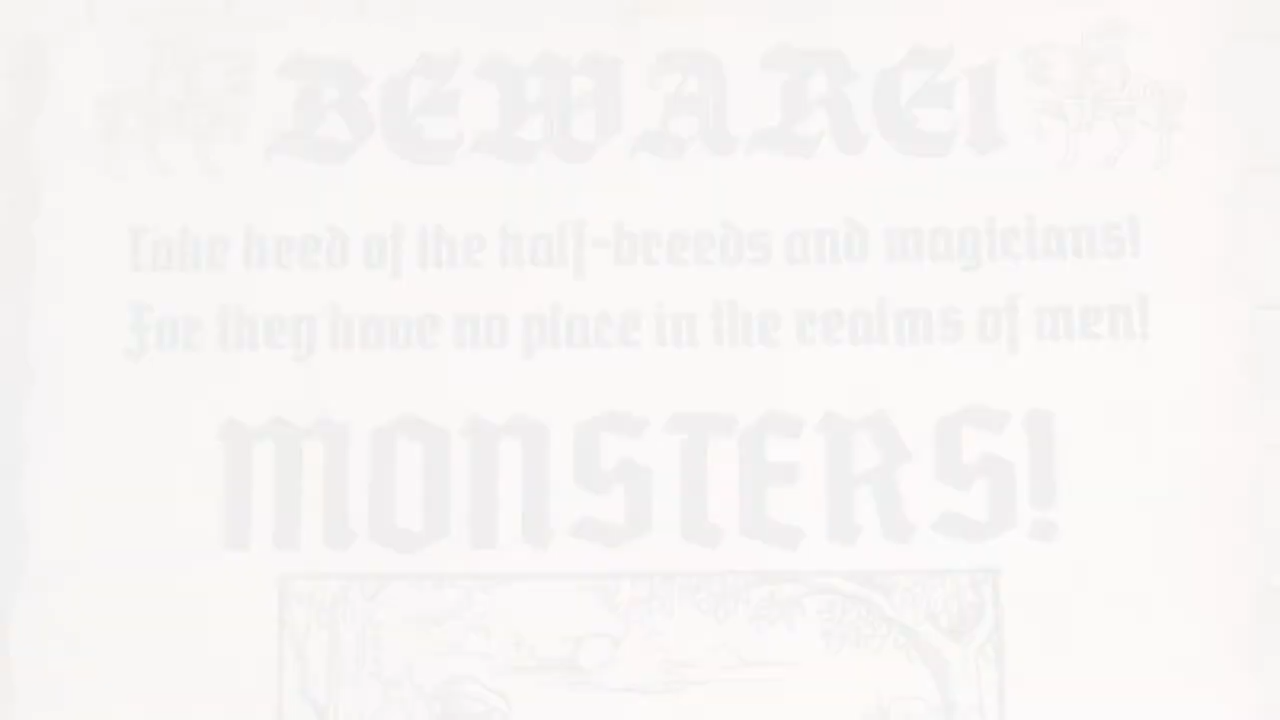 BEWARE!
Take heed of the half-breeds and magicians!
For they have no place in the realms of men!
MONSTERS!